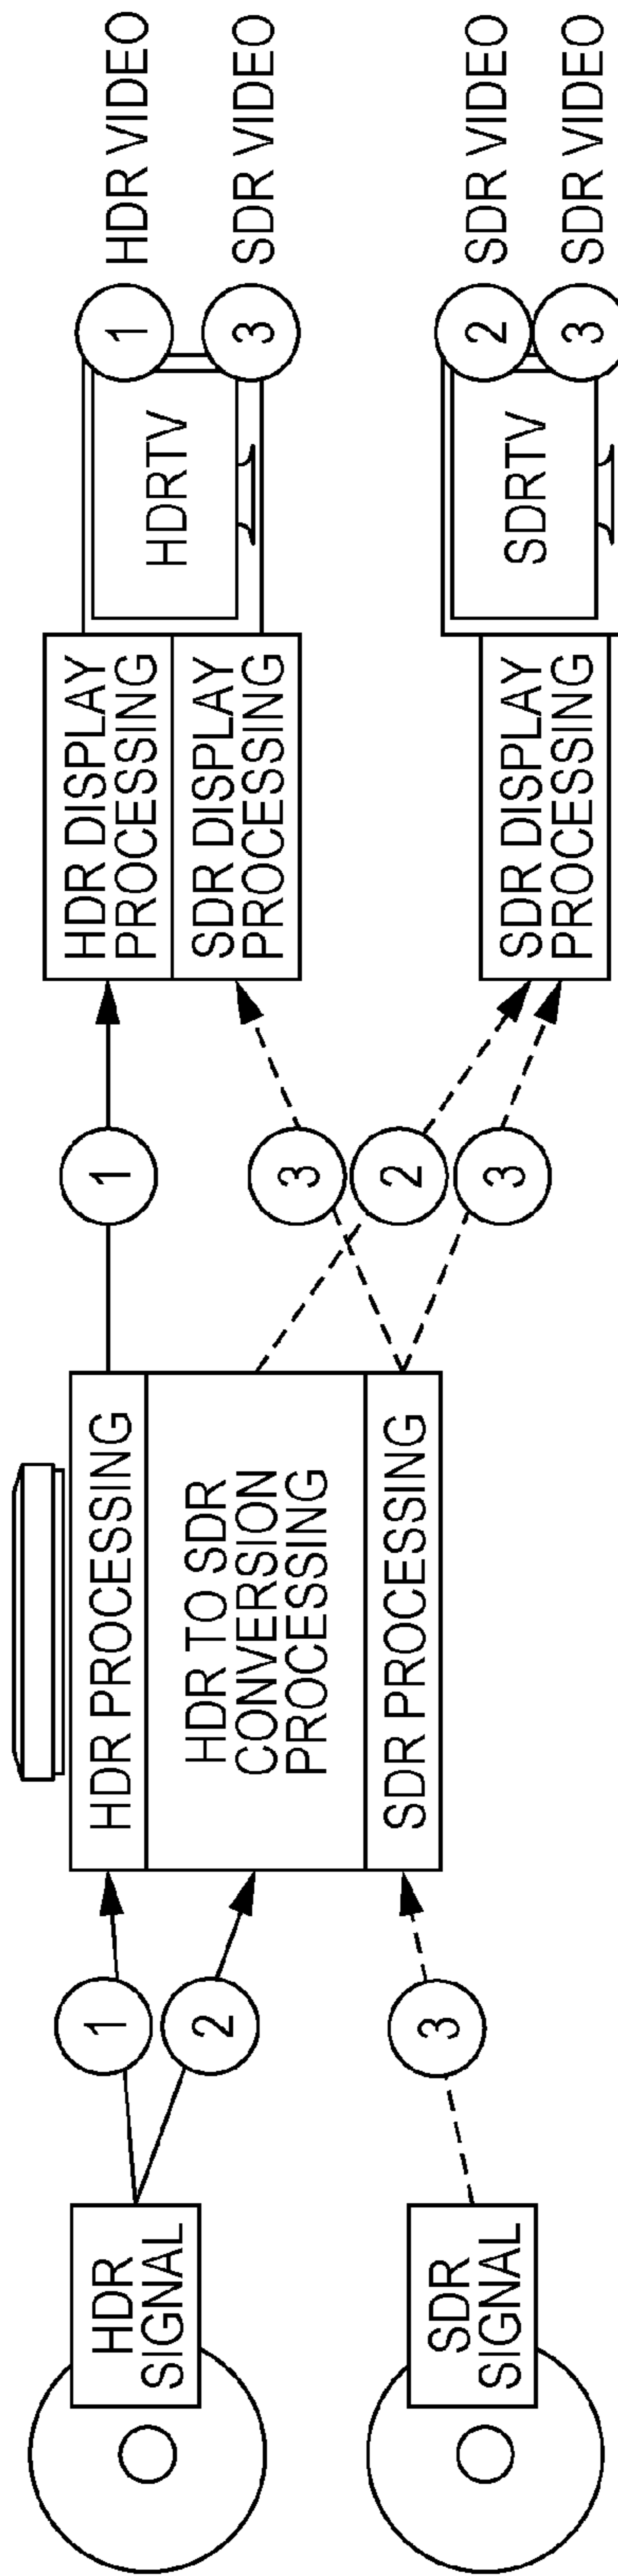 HDR
SIGNAL
1
2
HDR PROCESSING
HDR TO SDR
CONVERSION
PROCESSING
SDR PROCESSING
1
3
2
3
HDR DISPLAY
PROCESSING
SDR DISPLAY
PROCESSING
HDRTV
1
HDR VIDEO
3
SDR VIDEO
SDR
SIGNAL
3
SDR DISPLAY
PROCESSING
SDRTV
2
SDR VIDEO
3
SDR VIDEO